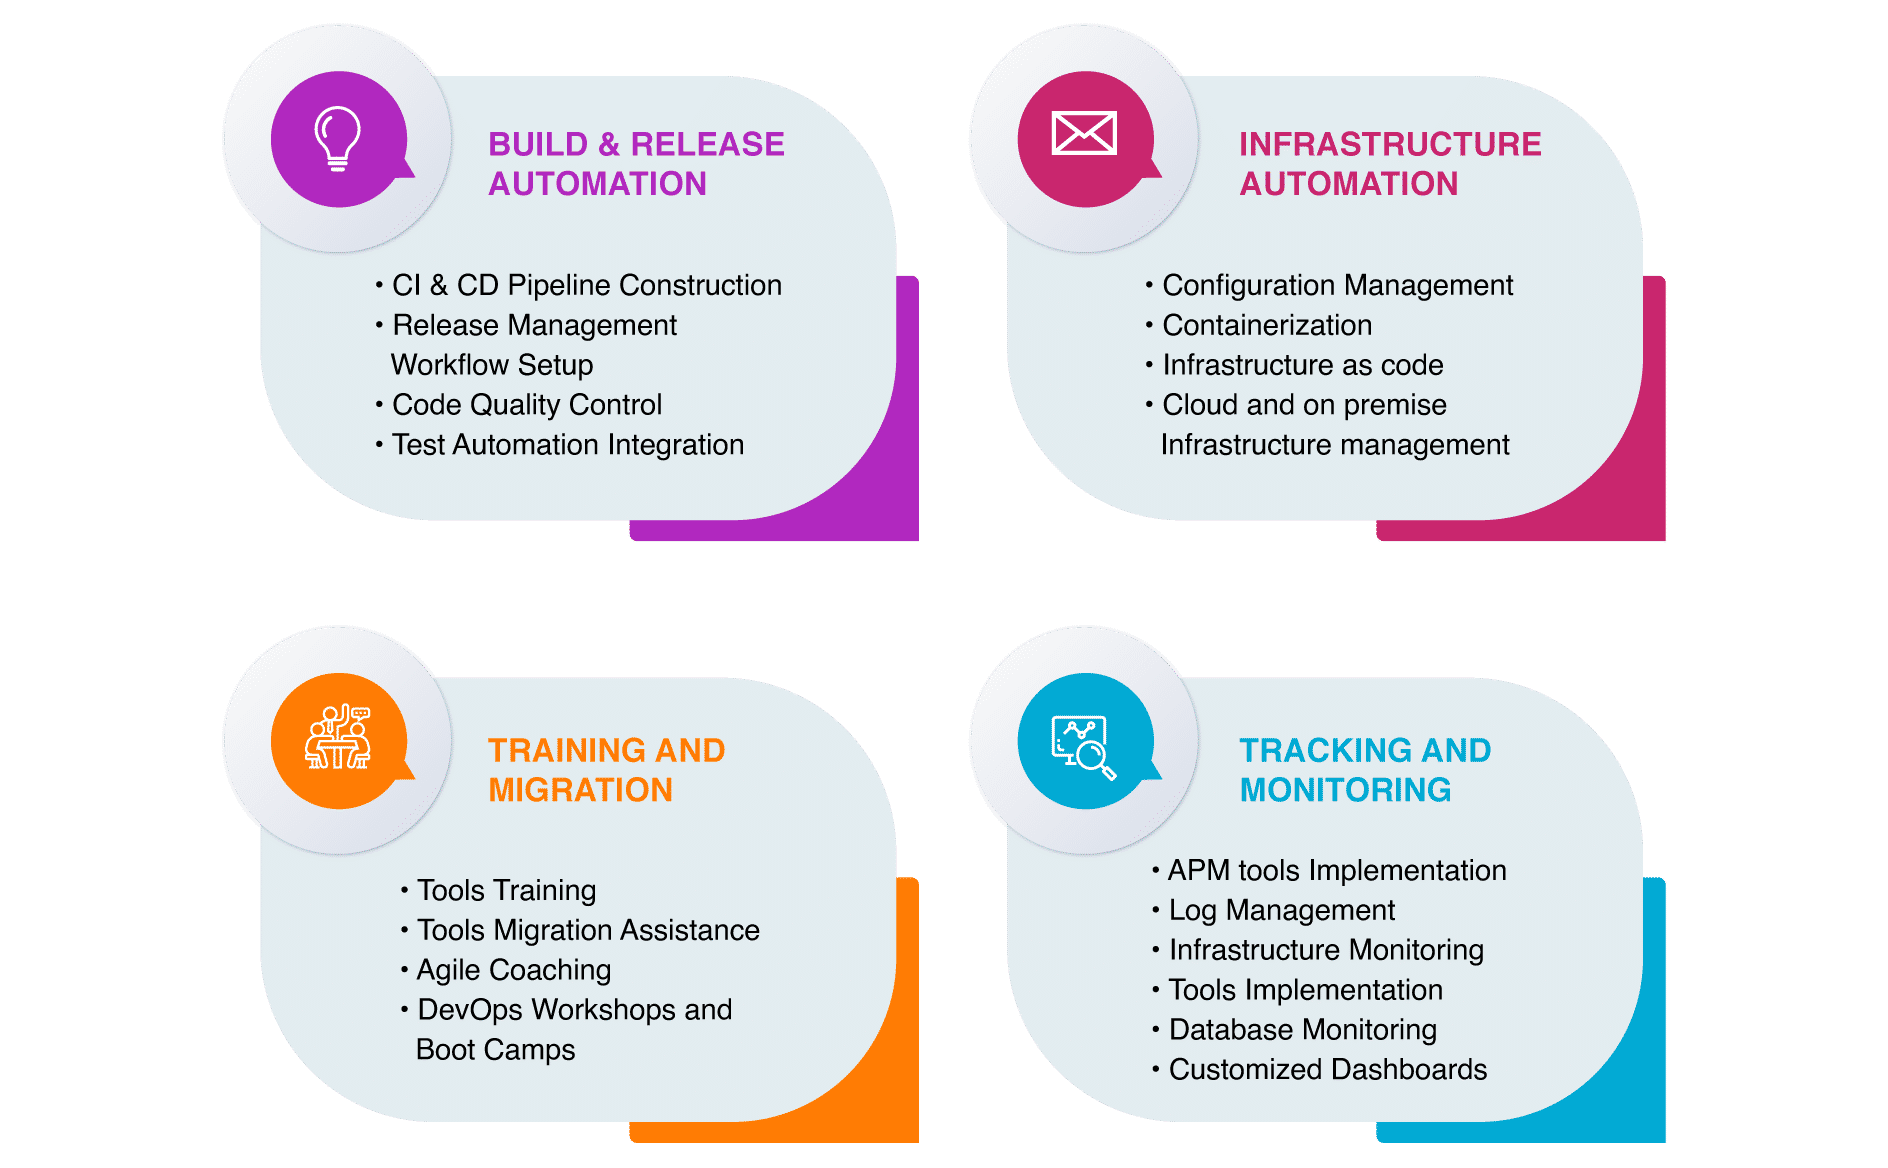 BUILD & RELEASE
AUTOMATION
• CI & CD Pipeline Construction
• Release Management
Workflow Setup
• Code Quality Control
• Test Automation Integration
INFRASTRUCTURE
AUTOMATION
• Configuration Management
• Containerization
• Infrastructure as code
• Cloud and on premise
Infrastructure management
TRAINING AND
MIGRATION
• Tools Training
• Tools Migration Assistance
• Agile Coaching
• DevOps Workshops and
Boot Camps
TRACKING AND
MONITORING
• APM tools Implementation
• Log Management
• Infrastructure Monitoring
• Tools Implementation
• Database Monitoring
• Customized Dashboards